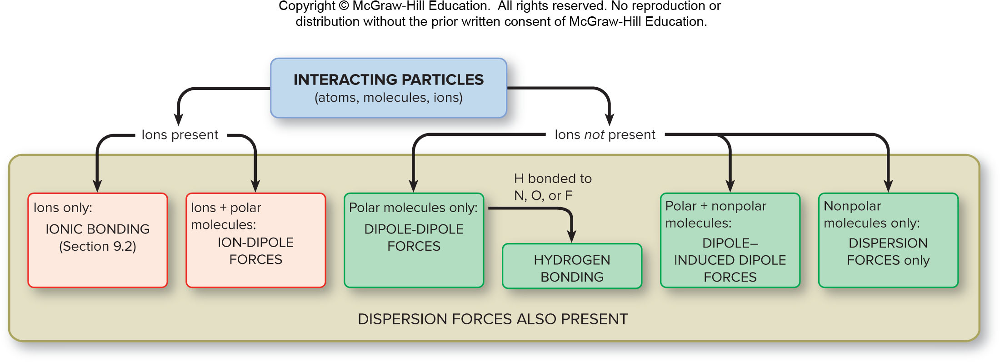 Copyright © McGraw-Hill Education.  All rights reserved. No reproduction or
distribution without the prior written consent of McGraw-Hill Education.
INTERACTING PARTICLES
(atoms, molecules, ions)
Ions present
Ions not present
H bonded to
N, O, or F
Ions only:
IONIC BONDING
(Section 9.2)
Ions + polar
molecules:
ION-DIPOLE
FORCES
Polar molecules only:
DIPOLE-DIPOLE
FORCES
HYDROGEN
BONDING
Polar + nonpolar
molecules:
DIPOLE–
INDUCED DIPOLE
FORCES
Nonpolar
molecules only:
DISPERSION
FORCES only
DISPERSION FORCES ALSO PRESENT